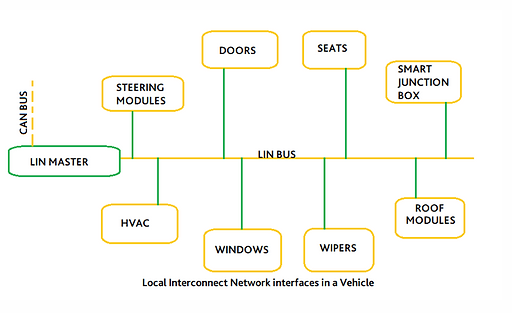 DOORS
SEATS
STEERING
MODULES
SMART
JUNCTION
BOX
CAN BUS
LIN MASTER
LIN BUS
HVAC
WINDOWS
WIPERS
ROOF
MODULES
Local Interconnect Network interfaces in a Vehicle